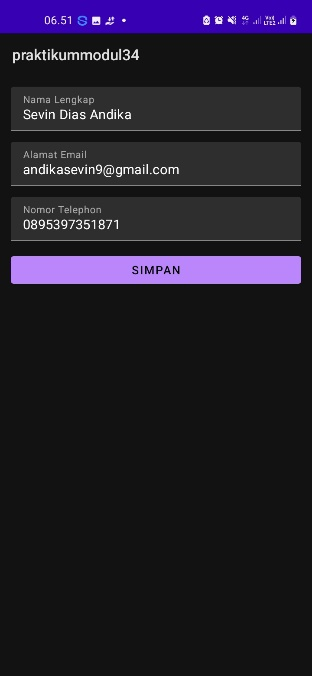 06.51
praktikummodul34
Nama Lengkap
Sevin Dias Andika
Alamat Email
andikasevin9@gmail.com
Nomor Telephon
0895397351871
SIMPAN